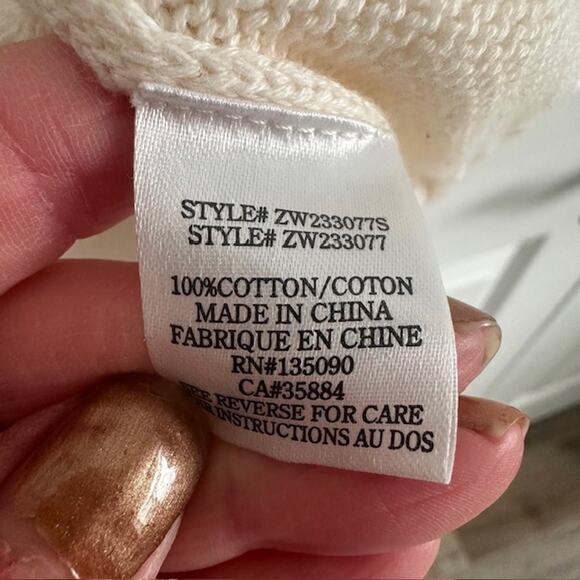 STYLE# ZW233077S
STYLE# ZW233077
100%COTTON/COTON
MADE IN CHINA
FABRIQUE EN CHINE
RN#135090
CA#35884
SEE REVERSE FOR CARE
INSTRUCTIONS AU DOS